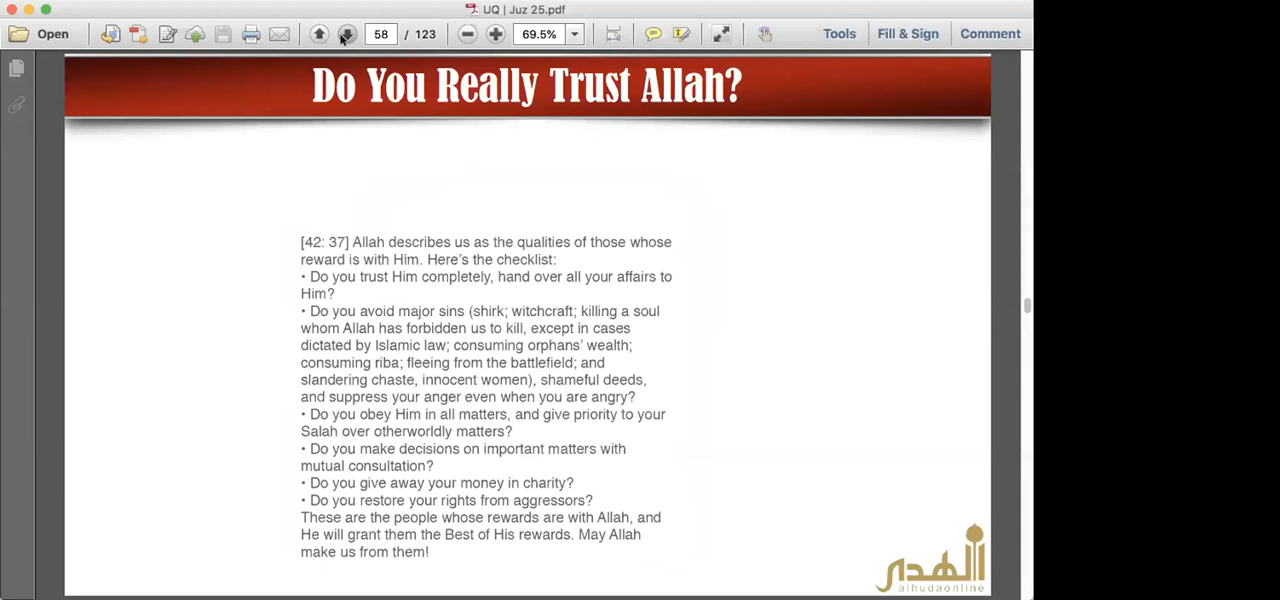 UQ | Juz 25.pdf
Open 58 / 123 69.5% Tools Fill & Sign Comment
Do You Really Trust Allah?
[42: 37] Allah describes us as the qualities of those whose
reward is with Him. Here's the checklist:
• Do you trust Him completely, hand over all your affairs to
Him?
• Do you avoid major sins (shirk; witchcraft; killing a soul
whom Allah has forbidden us to kill, except in cases
dictated by Islamic law; consuming orphans' wealth;
consuming riba; fleeing from the battlefield; and
slandering chaste, innocent women), shameful deeds,
and suppress your anger even when you are angry?
• Do you obey Him in all matters, and give priority to your
Salah over otherworldly matters?
• Do you make decisions on important matters with
mutual consultation?
• Do you give away your money in charity?
• Do you restore your rights from aggressors?
These are the people whose rewards are with Allah, and
He will grant them the Best of His rewards. May Allah
make us from them!
الهدى
alhudaonline